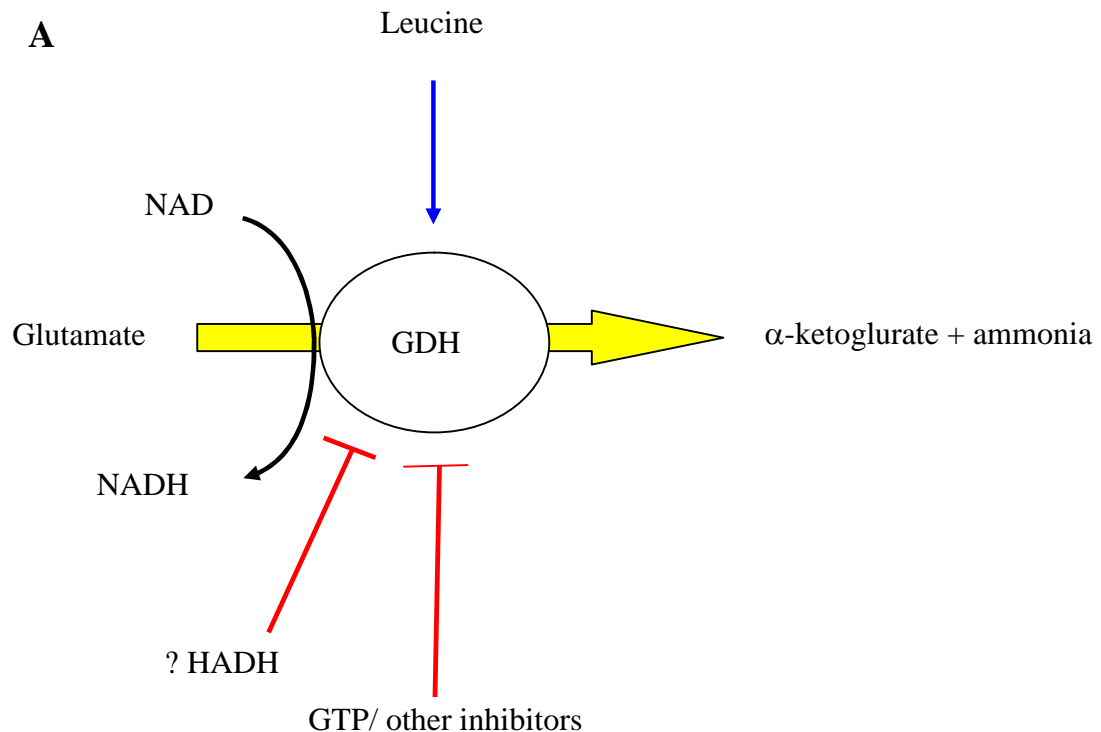 A
Leucine
NAD
Glutamate
GDH
α-ketoglurate + ammonia
NADH
? HADH
GTP/ other inhibitors